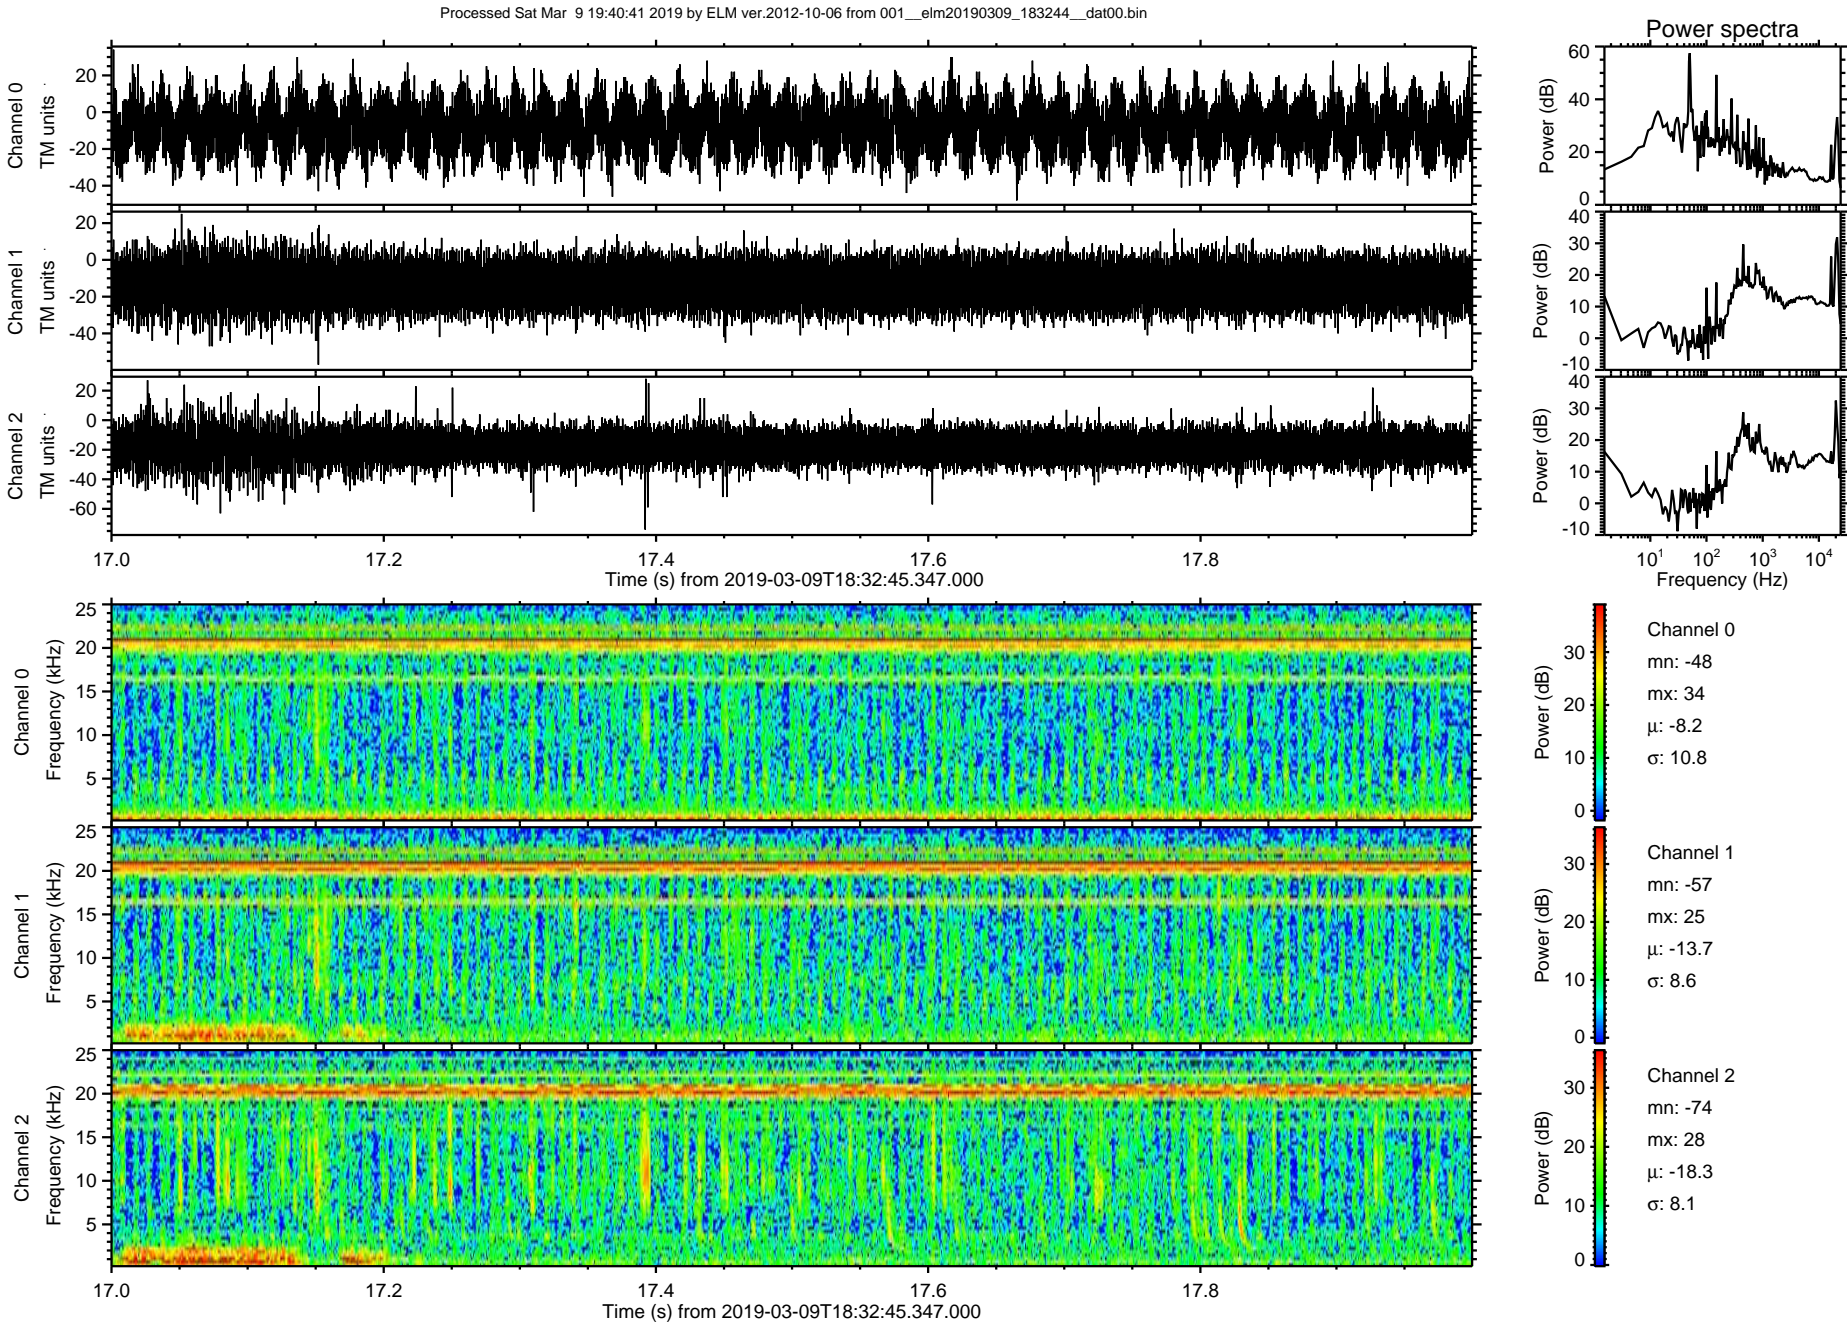 Processed Sat Mar 9 19:40:41 2019 by ELM ver.2012-10-06 from 001__elm20190309_183244__dat00.bin
Power spectra
Channel 0
TM units
20
0
-20
-40
Power (dB)
60
40
20
0
Channel 1
TM units
20
0
-20
-40
Power (dB)
40
30
20
10
0
-10
Channel 2
TM units
20
0
-20
-40
-60
Power (dB)
40
30
20
10
0
-10
17.0 17.2 17.4 17.6 17.8
Time (s) from 2019-03-09T18:32:45.347.000
10¹ 10² 10³ 10⁴
Frequency (Hz)
Channel 0
Frequency (kHz)
25
20
15
10
5
Power (dB)
30
20
10
0
Channel 0
mn: -48
mx: 34
μ: -8.2
σ: 10.8
Channel 1
Frequency (kHz)
25
20
15
10
5
Power (dB)
30
20
10
0
Channel 1
mn: -57
mx: 25
μ: -13.7
σ: 8.6
Channel 2
Frequency (kHz)
25
20
15
10
5
Power (dB)
30
20
10
0
Channel 2
mn: -74
mx: 28
μ: -18.3
σ: 8.1
17.0 17.2 17.4 17.6 17.8
Time (s) from 2019-03-09T18:32:45.347.000